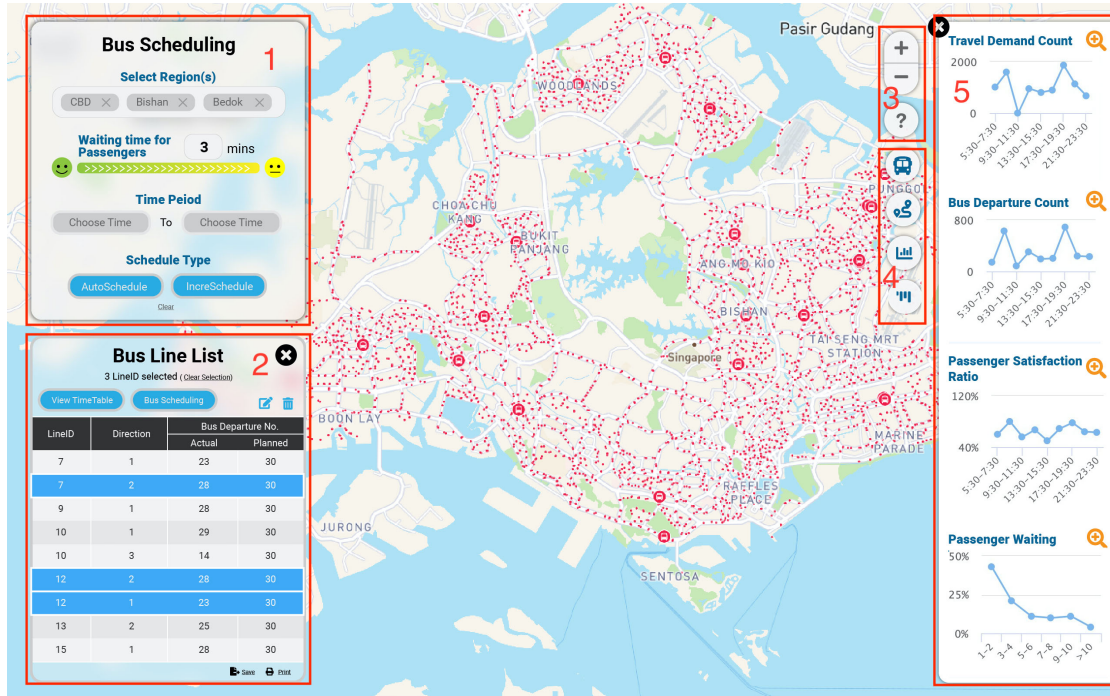 Bus Scheduling
1
Select Region(s)
CBD × Bishan × Bedok ×
Waiting time for
Passengers
3 mins
Time Peiod
Choose Time To Choose Time
Schedule Type
AutoSchedule IncreSchedule
Clear
Bus Line List
2
3 LineID selected ( Clear Selection)
View TimeTable Bus Scheduling
LineID Direction Bus Departure No.
Actual Planned
7 1 23 30
7 2 28 30
9 1 28 30
10 1 29 30
10 3 14 30
12 2 28 30
12 1 23 30
13 2 25 30
15 1 28 30
Save Print
Pasir Gudang
WOODLANDS
PUNGGO
CHOA CHU
KANG
BUKIT
PANJANG
ANG MO KIO
BISHAN
TAI SENG MRT
STATION
Singapore
BOON LAY
MARINE
PARADE
RAFFLES
PLACE
JURONG
SENTOSA
+
−
3
?
4
Travel Demand Count
2000
5
0
5:30~7:30
9:30~11:30
13:30~15:30
17:30~19:30
21:30~23:30
Bus Departure Count
800
0
5:30~7:30
9:30~11:30
13:30~15:30
17:30~19:30
21:30~23:30
Passenger Satisfaction
Ratio
120%
40%
5:30~7:30
9:30~11:30
13:30~15:30
17:30~19:30
21:30~23:30
Passenger Waiting
50%
25%
0%
1~2
3~4
5~6
7~8
9~10
>10